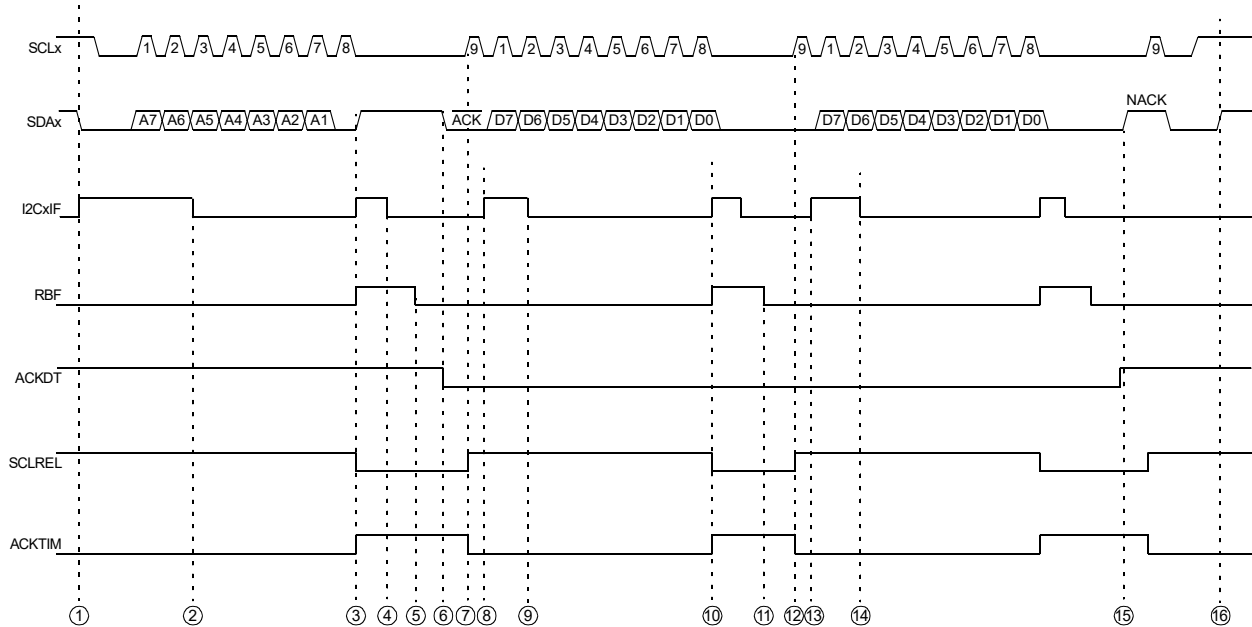 SCLx 1 2 3 4 5 6 7 8 9 1 2 3 4 5 6 7 8 9 1 2 3 4 5 6 7 8 9
NACK
SDAx A7 A6 A5 A4 A3 A2 A1 ACK D7 D6 D5 D4 D3 D2 D1 D0 D7 D6 D5 D4 D3 D2 D1 D0
I2CxIF
RBF
ACKDT
SCLREL
ACKTIM
1 2 3 4 5 6 7 8 9 10 11 12 13 14 15 16